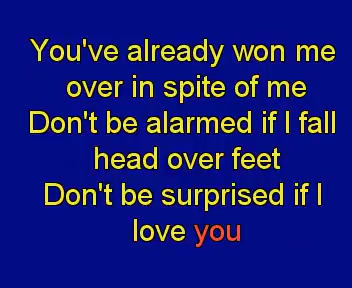 You've already won me
over in spite of me
Don't be alarmed if I fall
head over feet
Don't be surprised if I
love you